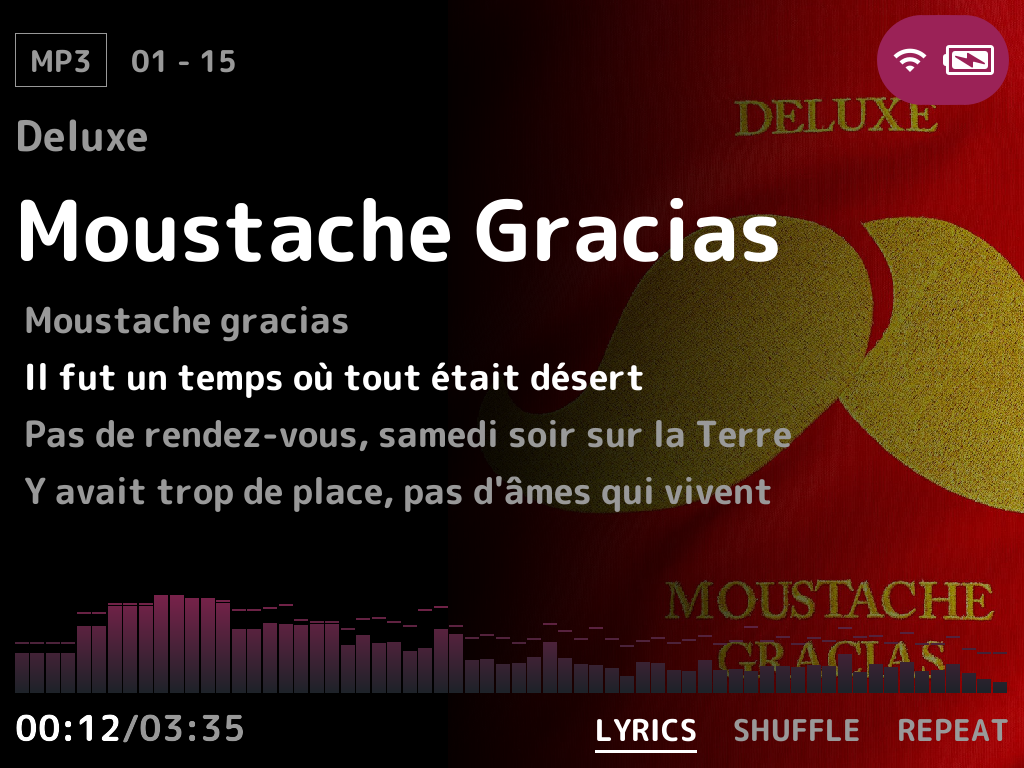 MP3 01 - 15
DELUXE
Deluxe
Moustache Gracias
Moustache gracias
Il fut un temps où tout était désert
Pas de rendez-vous, samedi soir sur la Terre
Y avait trop de place, pas d'âmes qui vivent
MOUSTACHE
GRACIAS
00:12/03:35
LYRICS SHUFFLE REPEAT